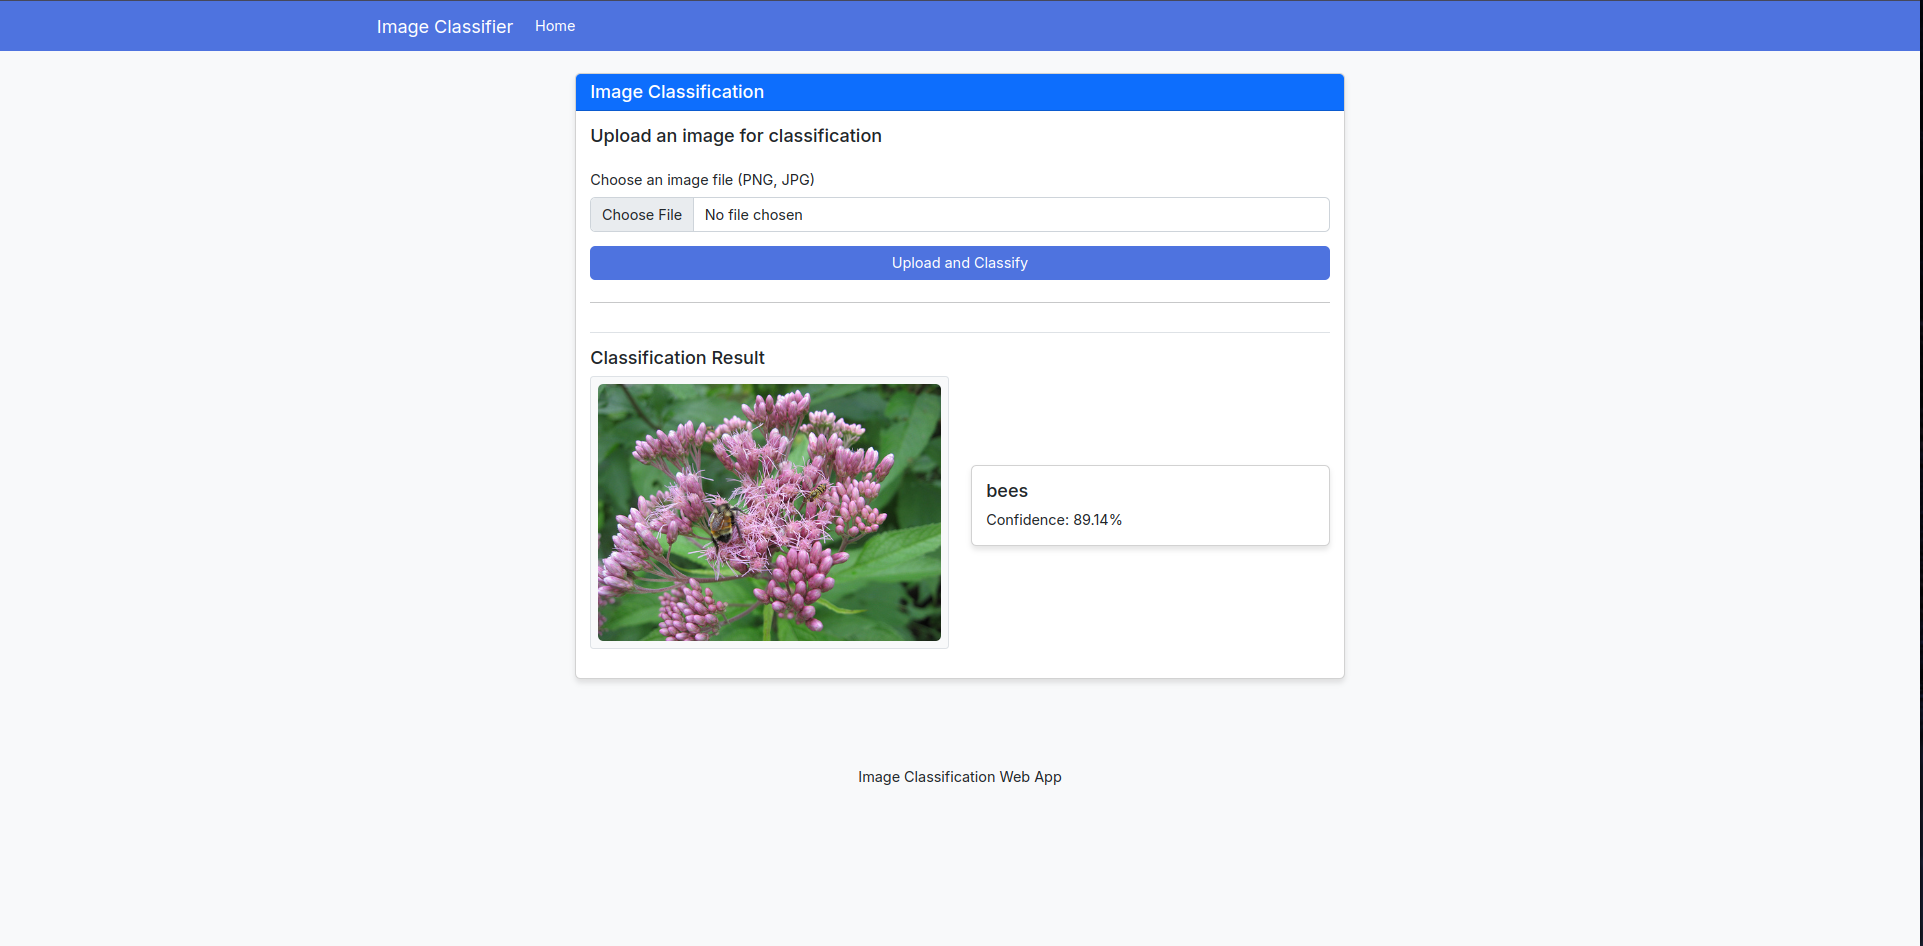 Image Classifier Home
Image Classification
Upload an image for classification
Choose an image file (PNG, JPG)
Choose File No file chosen
Upload and Classify
Classification Result
bees
Confidence: 89.14%
Image Classification Web App